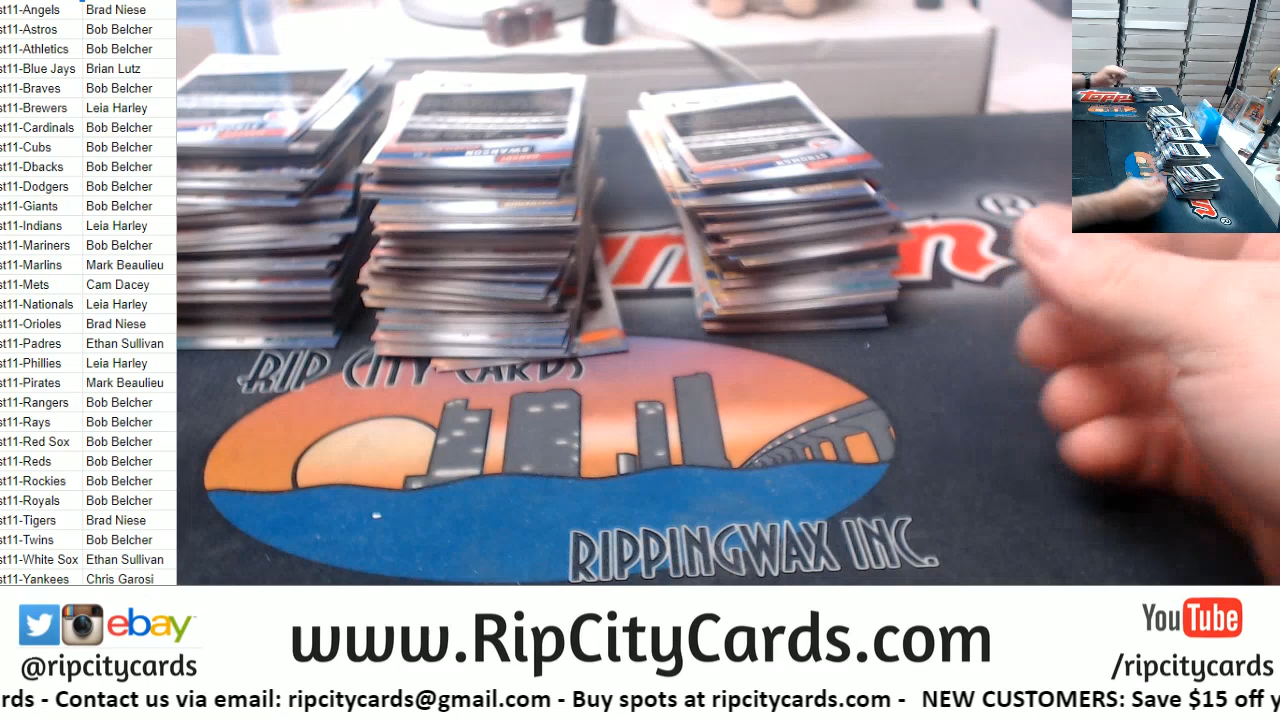 st11-Angels Brad Niese
st11-Astros Bob Belcher
st11-Athletics Bob Belcher
st11-Blue Jays Brian Lutz
st11-Braves Bob Belcher
st11-Brewers Leia Harley
st11-Cardinals Bob Belcher
st11-Cubs Bob Belcher
st11-Dbacks Bob Belcher
st11-Dodgers Bob Belcher
st11-Giants Bob Belcher
st11-Indians Leia Harley
st11-Mariners Bob Belcher
st11-Marlins Mark Beaulieu
st11-Mets Cam Dacey
st11-Nationals Leia Harley
st11-Orioles Brad Niese
st11-Padres Ethan Sullivan
st11-Phillies Leia Harley
st11-Pirates Mark Beaulieu
st11-Rangers Bob Belcher
st11-Rays Bob Belcher
st11-Red Sox Bob Belcher
st11-Reds Bob Belcher
st11-Rockies Bob Belcher
st11-Royals Bob Belcher
st11-Tigers Brad Niese
st11-Twins Bob Belcher
st11-White Sox Ethan Sullivan
st11-Yankees Chris Garosi
SWANSON
STROMAN
®
Topps
RIP CITY CARDS
RIPPINGWAX INC.
ebay
@ripcitycards
www.RipCityCards.com
YouTube
/ripcitycards
rds - Contact us via email: ripcitycards@gmail.com - Buy spots at ripcitycards.com - NEW CUSTOMERS: Save $15 off y